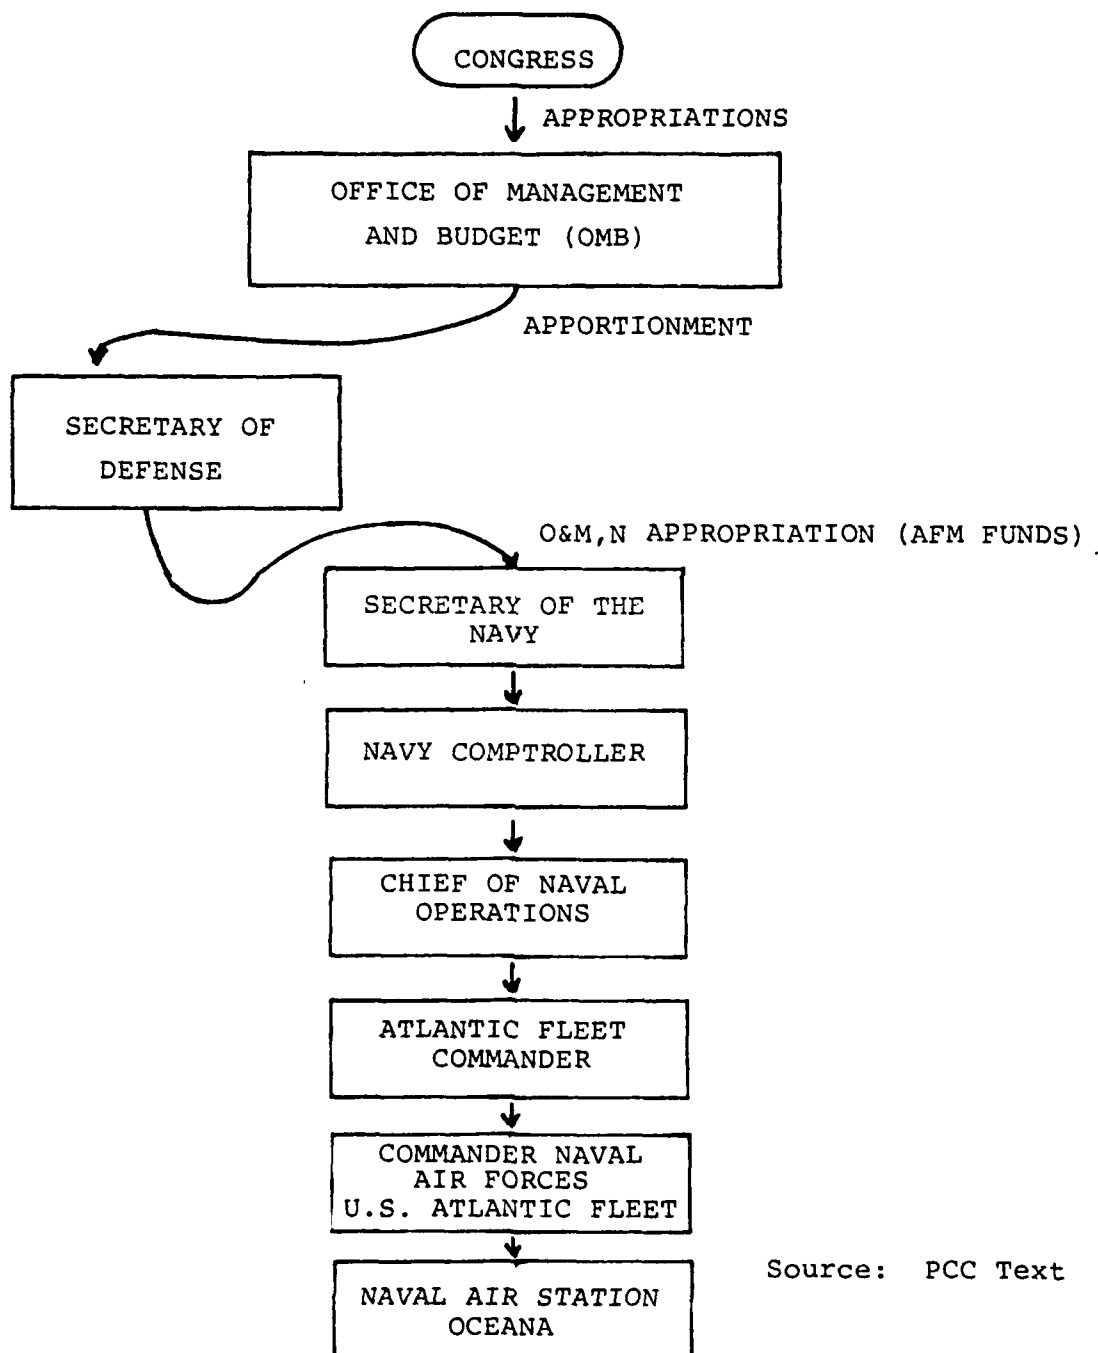 CONGRESS
APPROPRIATIONS
OFFICE OF MANAGEMENT
AND BUDGET (OMB)
APPORTIONMENT
SECRETARY OF
DEFENSE
O&M,N APPROPRIATION (AFM FUNDS)
SECRETARY OF THE
NAVY
NAVY COMPTROLLER
CHIEF OF NAVAL
OPERATIONS
ATLANTIC FLEET
COMMANDER
COMMANDER NAVAL
AIR FORCES
U.S. ATLANTIC FLEET
Source: PCC Text
NAVAL AIR STATION
OCEANA